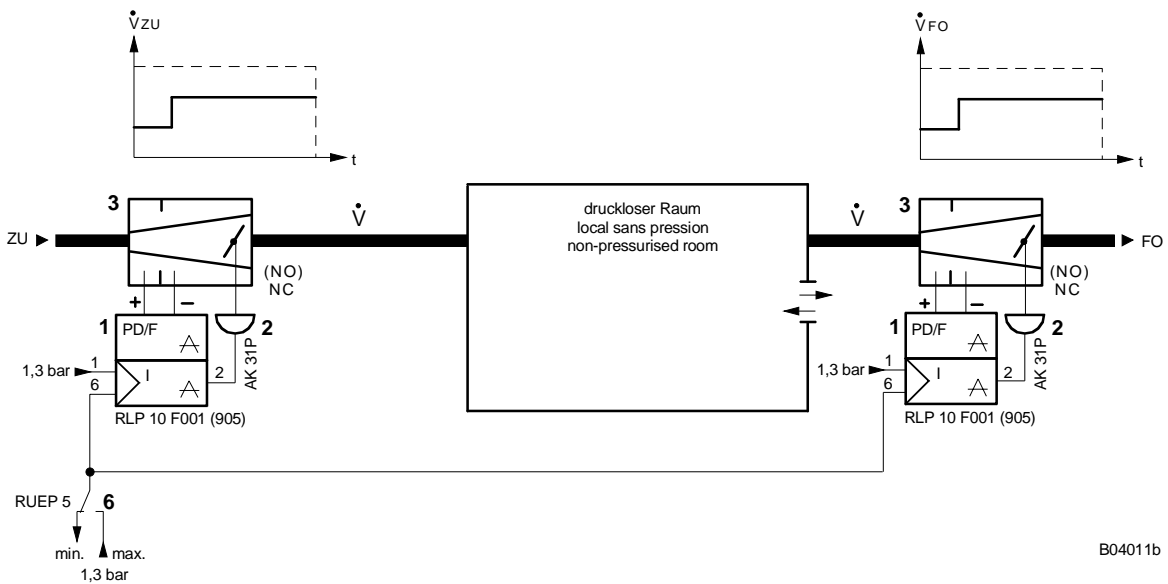 V̇ZU
V̇FO
t
t
3
V̇
druckloser Raum
local sans pression
non-pressurised room
V̇
3
ZU
FO
(NO)
NC
(NO)
NC
+ −
+ −
1 PD/F
2
1 PD/F
2
1,3 bar 1
I
2
AK 31P
1,3 bar 1
I
2
AK 31P
6
6
RLP 10 F001 (905)
RLP 10 F001 (905)
RUEP 5
6
min. max.
1,3 bar
B04011b